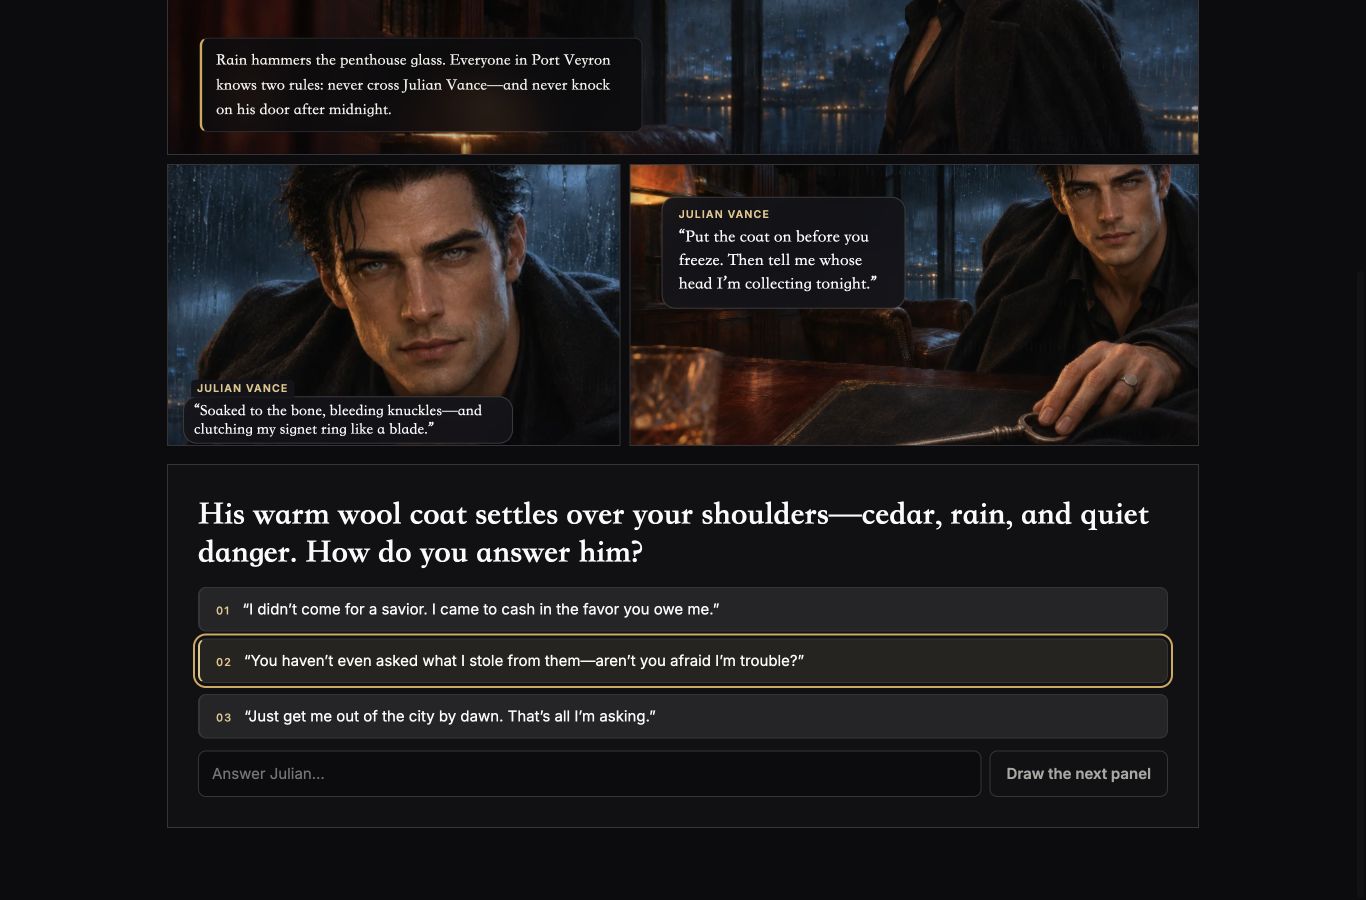 Rain hammers the penthouse glass. Everyone in Port Veyron
knows two rules: never cross Julian Vance—and never knock
on his door after midnight.
JULIAN VANCE
“Soaked to the bone, bleeding knuckles—and
clutching my signet ring like a blade.”
JULIAN VANCE
“Put the coat on before you
freeze. Then tell me whose
head I’m collecting tonight.”
His warm wool coat settles over your shoulders—cedar, rain, and quiet
danger. How do you answer him?
01 “I didn’t come for a savior. I came to cash in the favor you owe me.”
02 “You haven’t even asked what I stole from them—aren’t you afraid I’m trouble?”
03 “Just get me out of the city by dawn. That’s all I’m asking.”
Answer Julian...
Draw the next panel